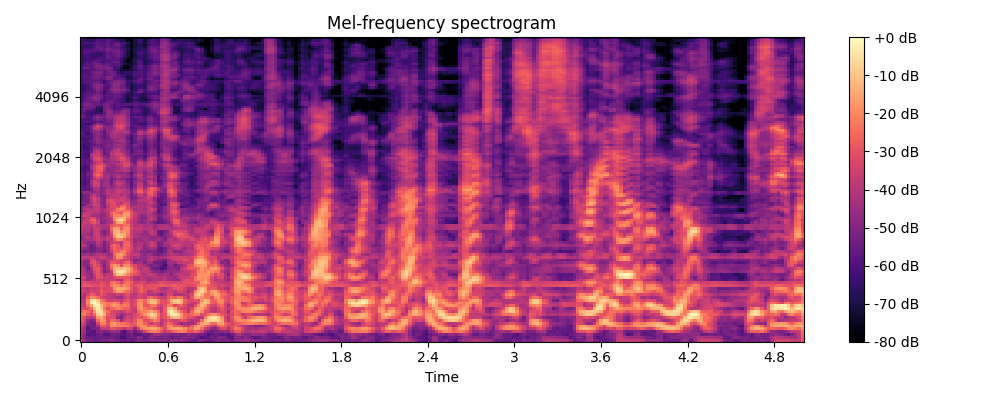 Mel-frequency spectrogram
+0 dB
4096
-10 dB
-20 dB
2048
-30 dB
Hz
-40 dB
1024
-50 dB
512
-60 dB
-70 dB
0
-80 dB
0 0.6 1.2 1.8 2.4 3 3.6 4.2 4.8
Time